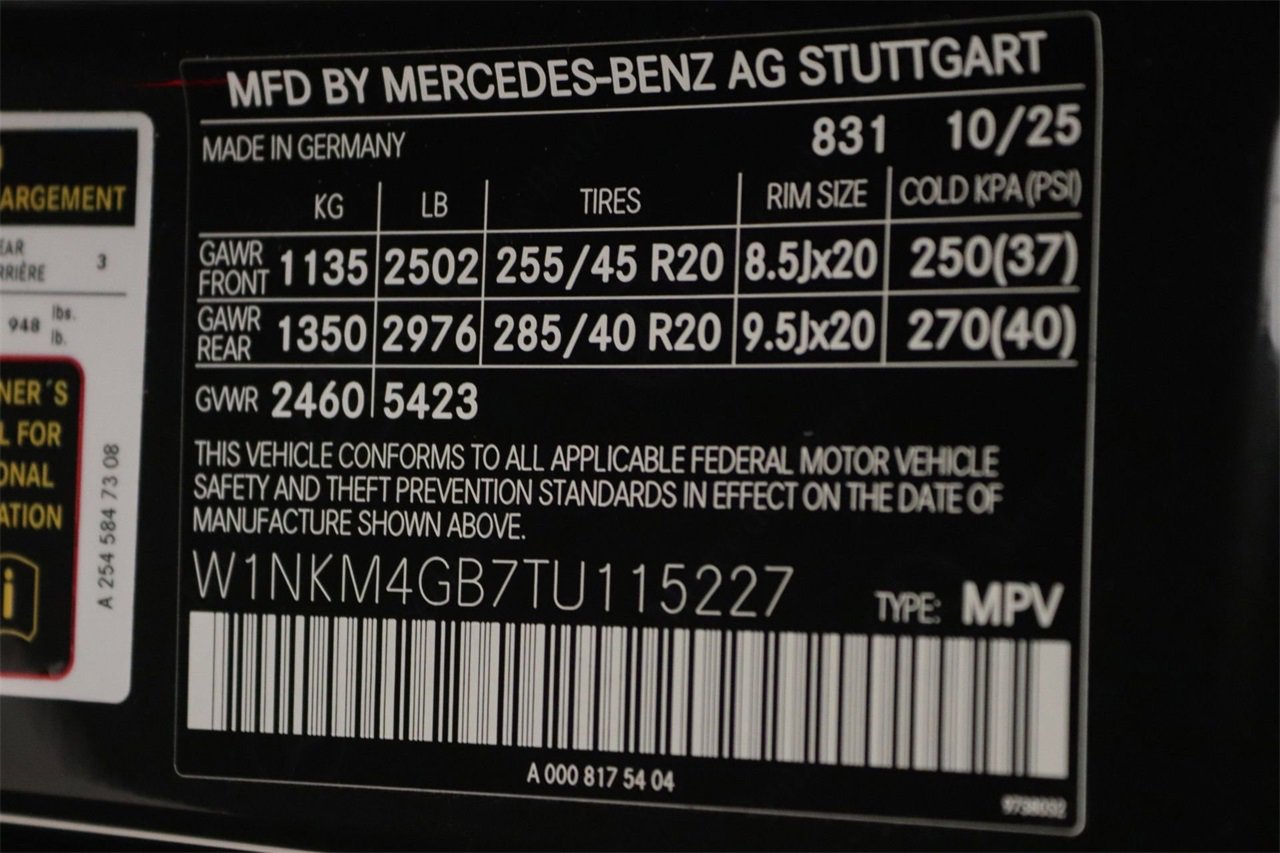 MFD BY MERCEDES-BENZ AG STUTTGART
MADE IN GERMANY 831 10/25
KG LB TIRES RIM SIZE COLD KPA(PSI)
GAWR FRONT 1135 2502 255/45 R20 8.5Jx20 250(37)
GAWR REAR 1350 2976 285/40 R20 9.5Jx20 270(40)
GVWR 2460 5423
THIS VEHICLE CONFORMS TO ALL APPLICABLE FEDERAL MOTOR VEHICLE
SAFETY AND THEFT PREVENTION STANDARDS IN EFFECT ON THE DATE OF
MANUFACTURE SHOWN ABOVE.
W1NKM4GB7TU115227 TYPE: MPV
A 000 817 54 04
ARGEMENT
EAR
RRIÈRE 3
948 lbs.
lb.
NER´S
L FOR
ONAL
ATION
i
A 254 584 73 08